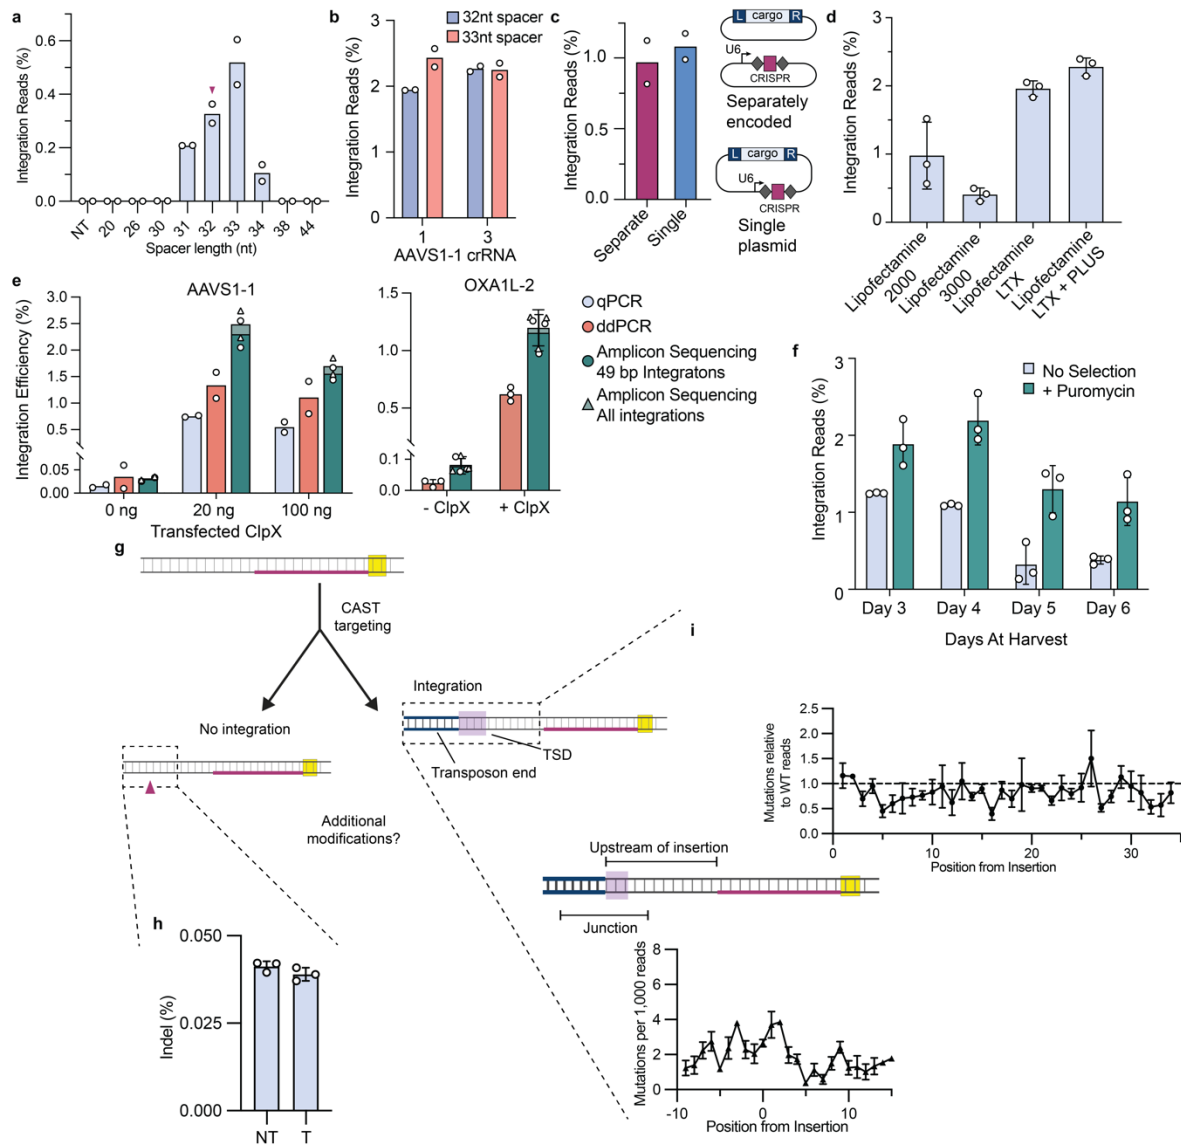 a
Integration Reads (%)
0.6
0.4
0.2
0.0
NT 20 26 30 31 32 33 34 38 44
Spacer length (nt)
b
32nt spacer
33nt spacer
Integration Reads (%)
3
2
1
0
1 3
AAVS1-1 crRNA
c
Integration Reads (%)
1.0
0.5
0.0
Separate Single
L cargo R
U6
CRISPR
Separately
encoded
L cargo R
U6
CRISPR
Single
plasmid
d
Integration Reads (%)
3
2
1
0
Lipofectamine
2000
Lipofectamine
3000
Lipofectamine
LTX
Lipofectamine
LTX + PLUS
e
AAVS1-1
Integration Efficiency (%)
3.0
2.5
2.0
1.5
1.0
0.5
0.05
0.00
0 ng 20 ng 100 ng
Transfected ClpX
OXA1L-2
1.5
1.0
0.5
0.1
0.0
- ClpX + ClpX
qPCR
ddPCR
Amplicon Sequencing
49 bp Integratons
Amplicon Sequencing
All integrations
f
No Selection
+ Puromycin
Integration Reads (%)
3
2
1
0
Day 3 Day 4 Day 5 Day 6
Days At Harvest
g
CAST
targeting
No integration
Integration
TSD
Transposon end
Additional
modifications?
h
Indel (%)
0.050
0.025
0.000
NT T
i
Mutations relative
to WT reads
2.5
2.0
1.5
1.0
0.5
0.0
0 10 20 30
Position from Insertion
Upstream of insertion
Junction
Mutations per 1,000 reads
8
6
4
2
0
-10 0 10
Position from Insertion